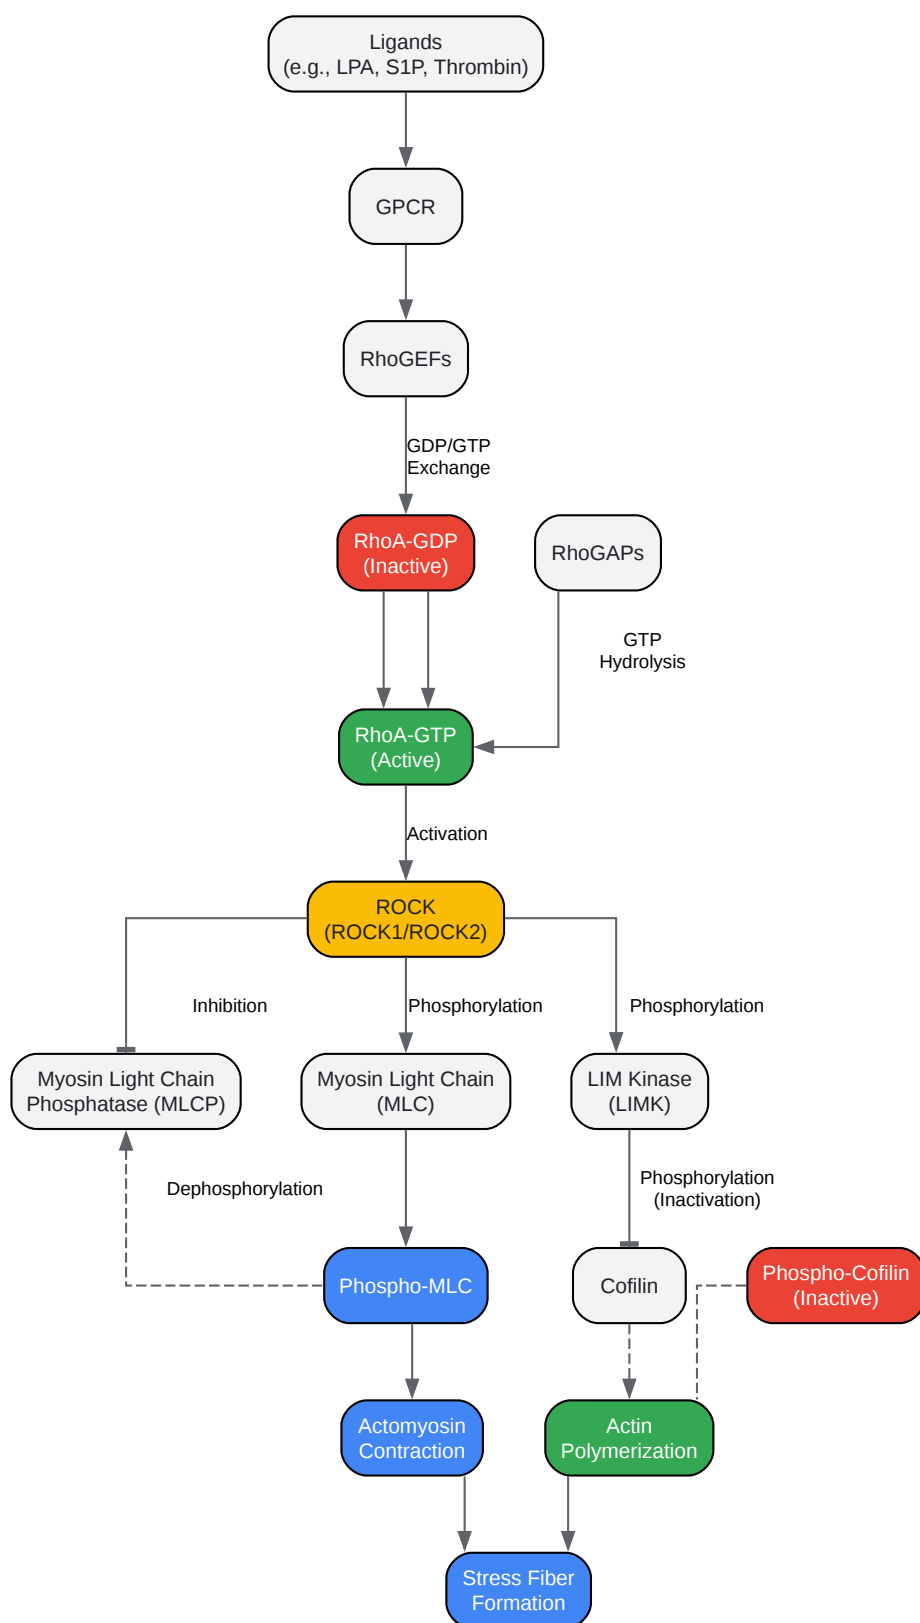 Ligands
(e.g., LPA, S1P, Thrombin)
GPCR
RhoGEFs
GDP/GTP
Exchange
RhoA-GDP
(Inactive)
RhoGAPs
GTP
Hydrolysis
RhoA-GTP
(Active)
Activation
ROCK
(ROCK1/ROCK2)
Inhibition
Phosphorylation
Phosphorylation
Myosin Light Chain
Phosphatase (MLCP)
Myosin Light Chain
(MLC)
LIM Kinase
(LIMK)
Dephosphorylation
Phosphorylation
(Inactivation)
Phospho-MLC
Cofilin
Phospho-Cofilin
(Inactive)
Actomyosin
Contraction
Actin
Polymerization
Stress Fiber
Formation